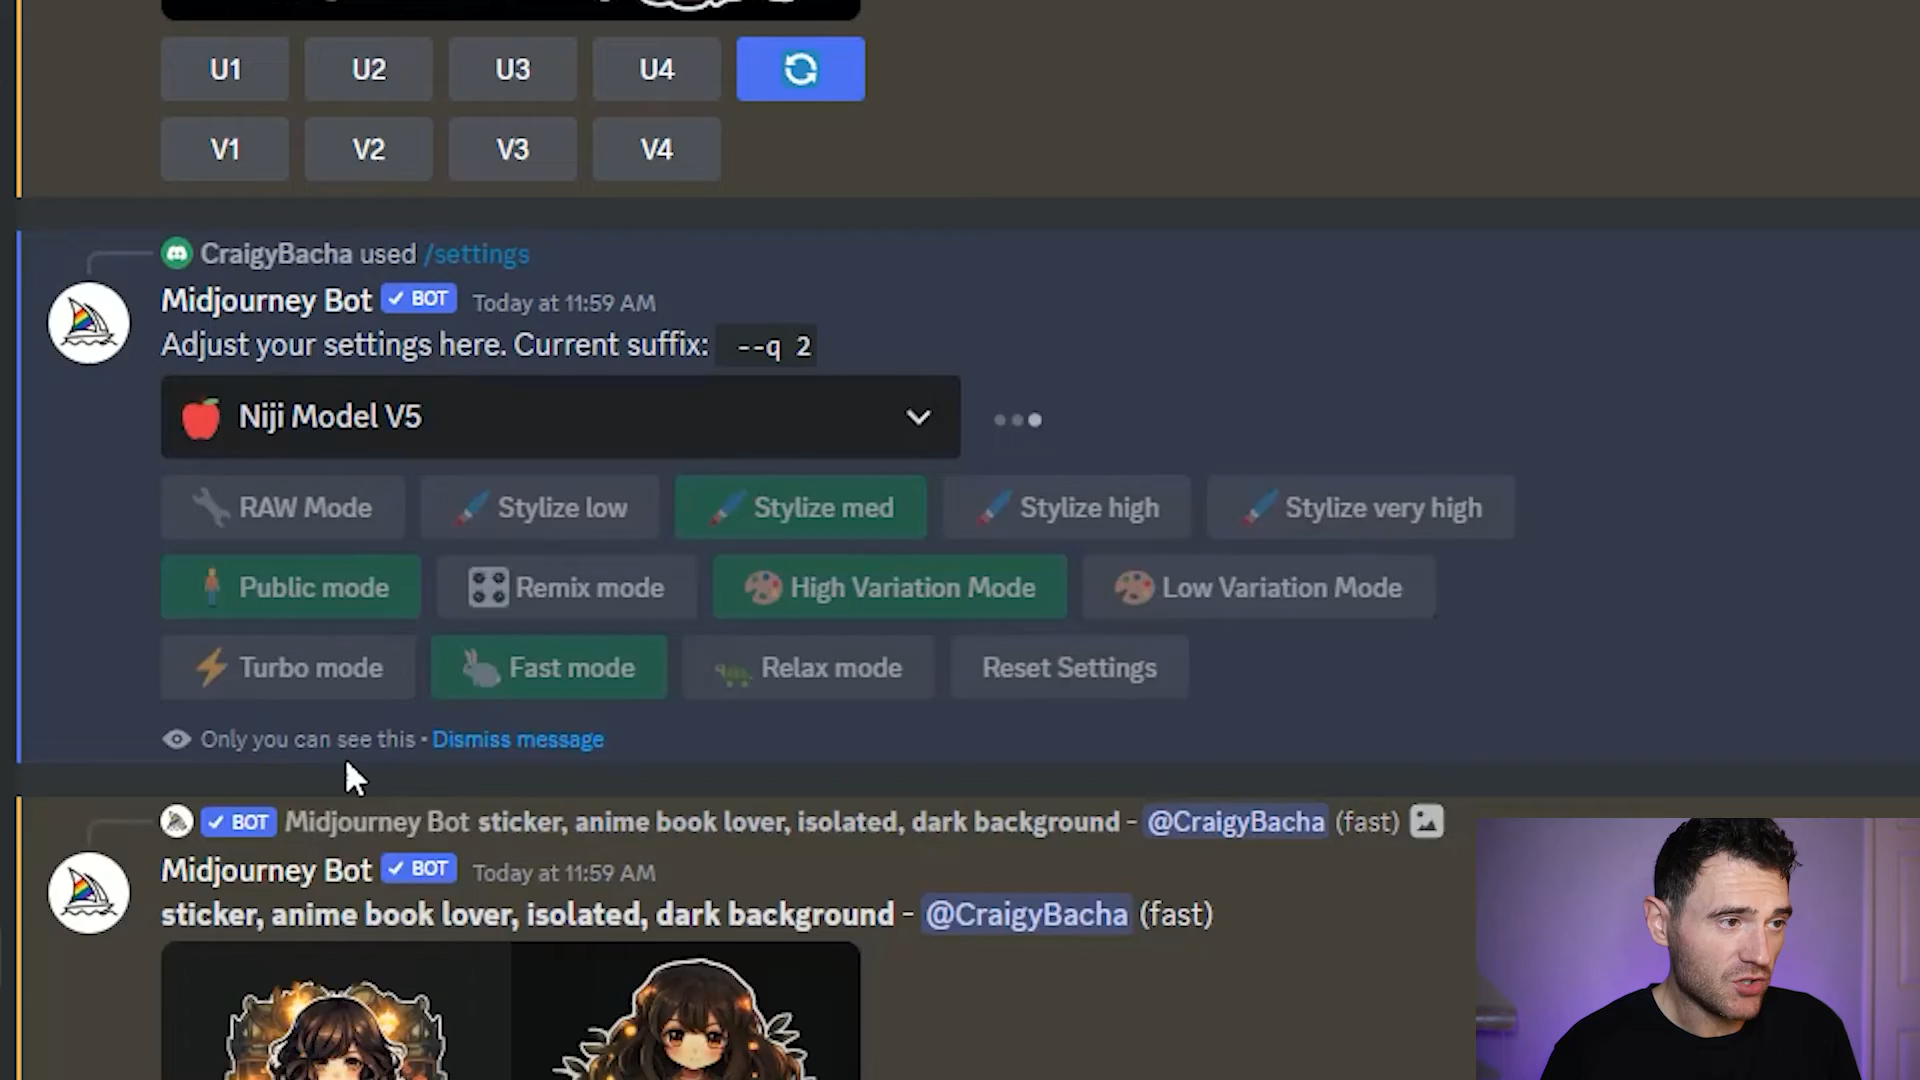 U1 U2 U3 U4
V1 V2 V3 V4
CraigyBacha used /settings
Midjourney Bot ✓ BOT Today at 11:59 AM
Adjust your settings here. Current suffix: --q 2
Niji Model V5
RAW Mode Stylize low Stylize med Stylize high Stylize very high
Public mode Remix mode High Variation Mode Low Variation Mode
Turbo mode Fast mode Relax mode Reset Settings
Only you can see this • Dismiss message
✓ BOT Midjourney Bot sticker, anime book lover, isolated, dark background - @CraigyBacha (fast)
Midjourney Bot ✓ BOT Today at 11:59 AM
sticker, anime book lover, isolated, dark background - @CraigyBacha (fast)